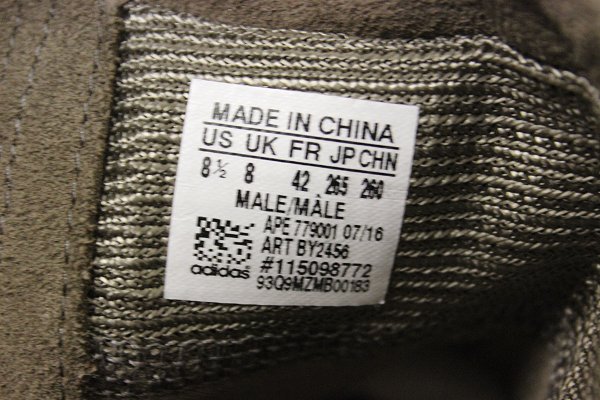 MADE IN CHINA
US UK FR JP CHN
8½ 8 42 265 260
MALE/MÂLE
APE 779001 07/16
ART BY2456
adidas #115098772
93Q9MZMB00183